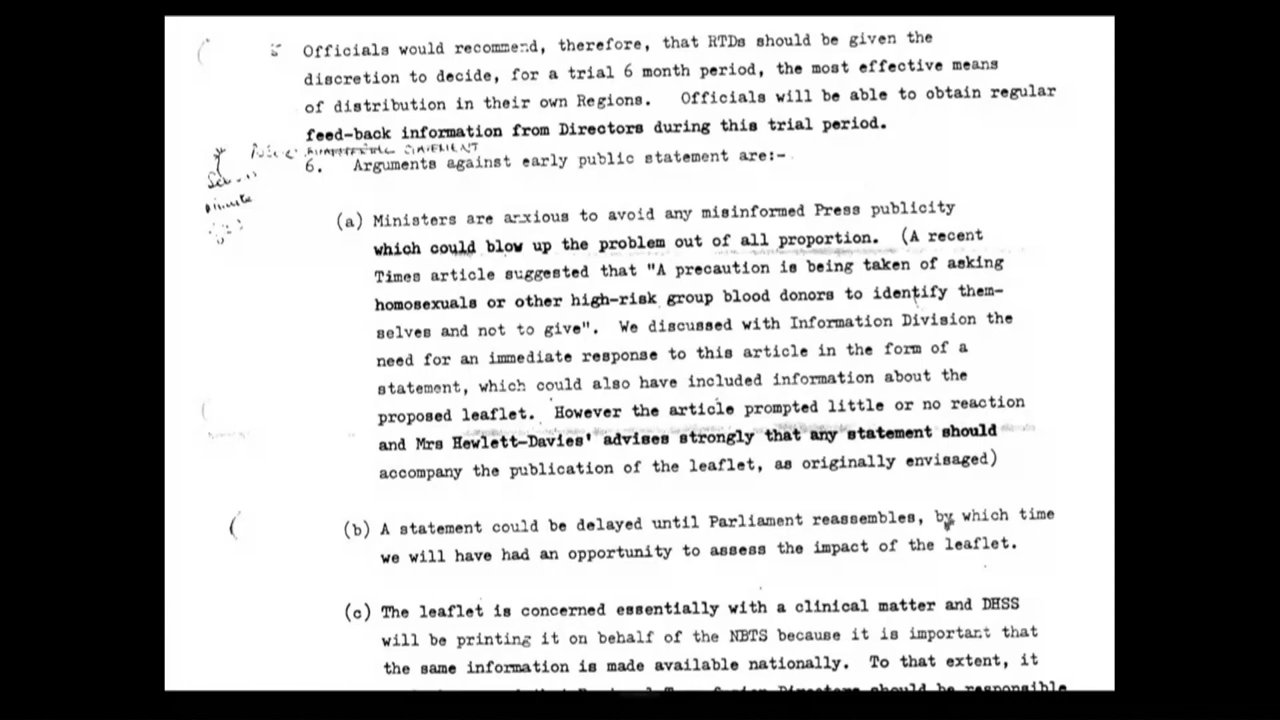 5 Officials would recommend, therefore, that RTDs should be given the
discretion to decide, for a trial 6 month period, the most effective means
of distribution in their own Regions. Officials will be able to obtain regular
feed-back information from Directors during this trial period.
6. Arguments against early public statement are:-
(a) Ministers are anxious to avoid any misinformed Press publicity
which could blow up the problem out of all proportion. (A recent
Times article suggested that "A precaution is being taken of asking
homosexuals or other high-risk group blood donors to identify them-
selves and not to give". We discussed with Information Division the
need for an immediate response to this article in the form of a
statement, which could also have included information about the
proposed leaflet. However the article prompted little or no reaction
and Mrs Hewlett-Davies' advises strongly that any statement should
accompany the publication of the leaflet, as originally envisaged)
(b) A statement could be delayed until Parliament reassembles, by which time
we will have had an opportunity to assess the impact of the leaflet.
(c) The leaflet is concerned essentially with a clinical matter and DHSS
will be printing it on behalf of the NBTS because it is important that
the same information is made available nationally. To that extent, it
Directors should be responsible